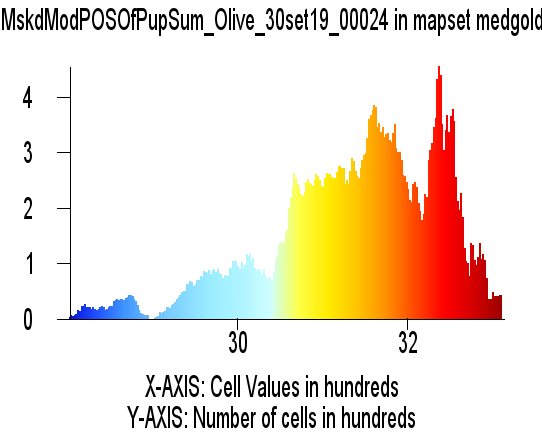 MskdModPOSOfPupSum_Olive_30set19_00024 in mapset medgold
4
3
2
1
0
30 32
X-AXIS: Cell Values in hundreds
Y-AXIS: Number of cells in hundreds